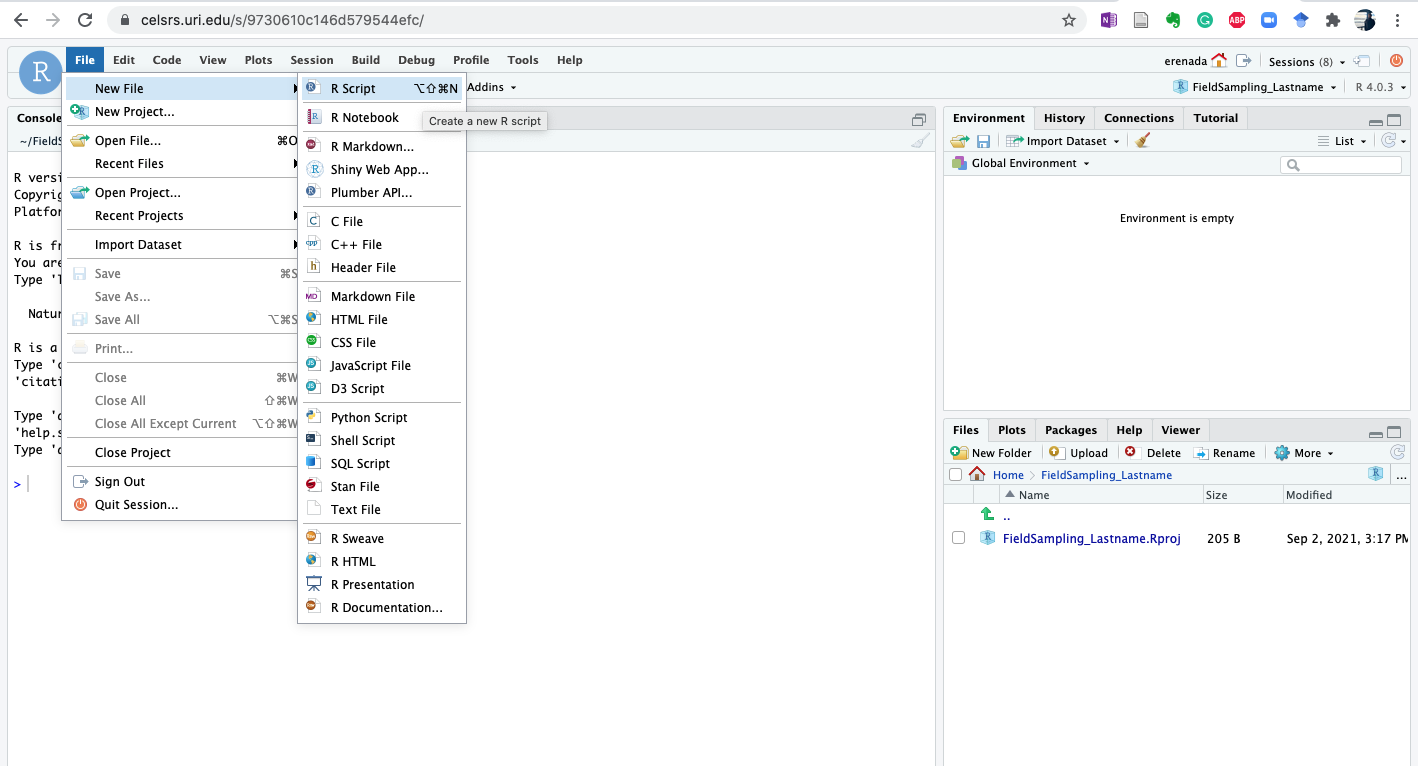 celsrs.uri.edu/s/9730610c146d579544efc/
N
ABP
R
File Edit Code View Plots Session Build Debug Profile Tools Help
erenada
Sessions (8)
Addins
FieldSampling_Lastname
R 4.0.3
New File
New Project...
Open File... ⌘O
Recent Files
Open Project...
Recent Projects
Import Dataset
Save ⌘S
Save As...
Save All ⌥⌘S
Print...
Close ⌘W
Close All ⇧⌘W
Close All Except Current ⌥⇧⌘W
Close Project
Sign Out
Quit Session...
R Script ⌥⇧⌘N
R Notebook
Create a new R script
R Markdown...
Shiny Web App...
Plumber API...
C File
C++ File
Header File
Markdown File
HTML File
CSS File
JavaScript File
D3 Script
Python Script
Shell Script
SQL Script
Stan File
Text File
R Sweave
R HTML
R Presentation
R Documentation...
Console
~/FieldS
R versi
Copyrig
Platfor
R is fr
You are
Type 'l
Natur
R is a
Type 'c
'citati
Type 'd
'help.s
Type 'q
>
Environment History Connections Tutorial
Import Dataset
List
Global Environment
Environment is empty
Files Plots Packages Help Viewer
New Folder Upload Delete Rename More
Home FieldSampling_Lastname ...
Name Size Modified
..
FieldSampling_Lastname.Rproj 205 B Sep 2, 2021, 3:17 PM